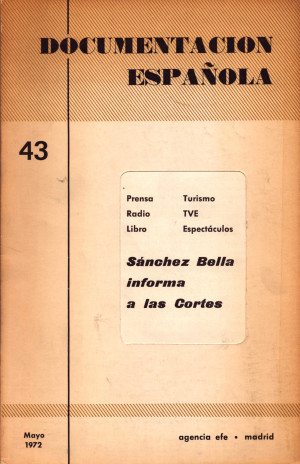 DOCUMENTACION
ESPAÑOLA
43
Prensa Turismo
Radio TVE
Libro Espectáculos
Sánchez Bella
informa
a las Cortes
Mayo
1972
agencia efe • madrid